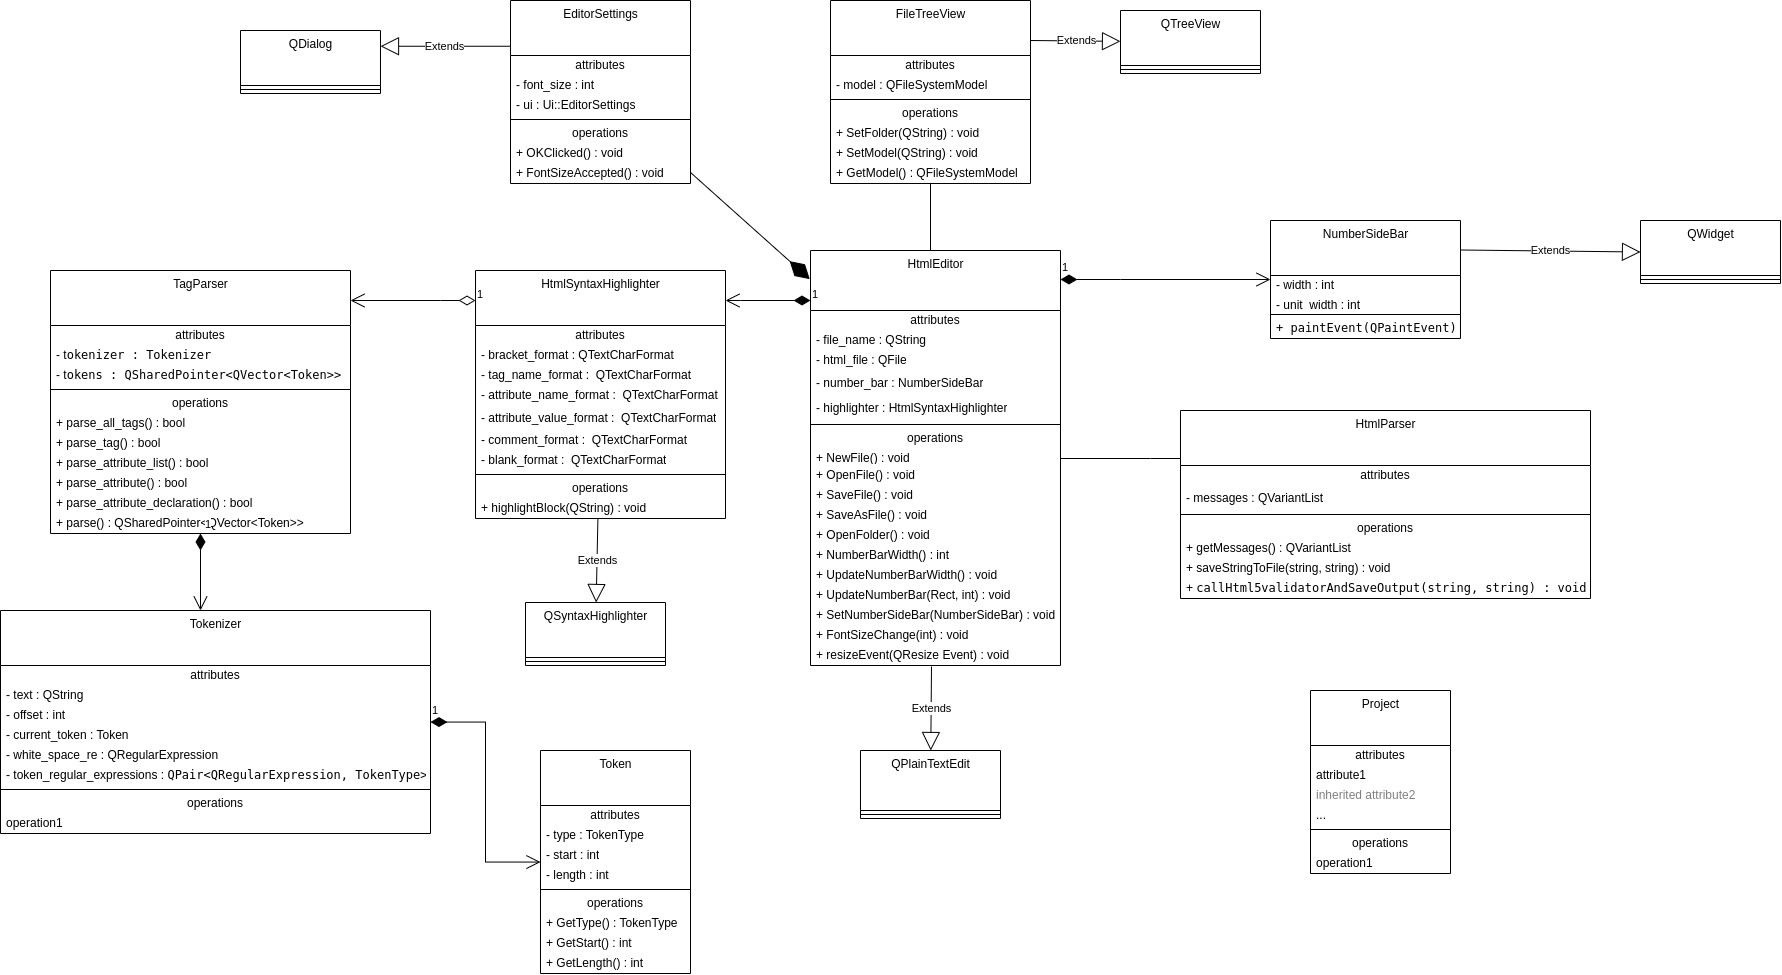 EditorSettings
attributes
- font_size : int
- ui : Ui::EditorSettings
operations
+ OKClicked() : void
+ FontSizeAccepted() : void
Extends
QDialog
FileTreeView
attributes
- model : QFileSystemModel
operations
+ SetFolder(QString) : void
+ SetModel(QString) : void
+ GetModel() : QFileSystemModel
Extends
QTreeView
NumberSideBar
- width : int
- unit_width : int
+ paintEvent(QPaintEvent)
Extends
QWidget
TagParser
attributes
- tokenizer : Tokenizer
- tokens : QSharedPointer<QVector<Token>>
operations
+ parse_all_tags() : bool
+ parse_tag() : bool
+ parse_attribute_list() : bool
+ parse_attribute() : bool
+ parse_attribute_declaration() : bool
+ parse() : QSharedPointer<QVector<Token>>
1
1
HtmlSyntaxHighlighter
attributes
- bracket_format : QTextCharFormat
- tag_name_format :  QTextCharFormat
- attribute_name_format :  QTextCharFormat
- attribute_value_format :  QTextCharFormat
- comment_format :  QTextCharFormat
- blank_format :  QTextCharFormat
operations
+ highlightBlock(QString) : void
Extends
QSyntaxHighlighter
1
1
HtmlEditor
attributes
- file_name : QString
- html_file : QFile
- number_bar : NumberSideBar
- highlighter : HtmlSyntaxHighlighter
operations
+ NewFile() : void
+ OpenFile() : void
+ SaveFile() : void
+ SaveAsFile() : void
+ OpenFolder() : void
+ NumberBarWidth() : int
+ UpdateNumberBarWidth() : void
+ UpdateNumberBar(Rect, int) : void
+ SetNumberSideBar(NumberSideBar) : void
+ FontSizeChange(int) : void
+ resizeEvent(QResize Event) : void
Extends
QPlainTextEdit
HtmlParser
attributes
- messages : QVariantList
operations
+ getMessages() : QVariantList
+ saveStringToFile(string, string) : void
+ callHtml5validatorAndSaveOutput(string, string) : void
Tokenizer
attributes
- text : QString
- offset : int
- current_token : Token
- white_space_re : QRegularExpression
- token_regular_expressions : QPair<QRegularExpression, TokenType>
operations
operation1
1
Token
attributes
- type : TokenType
- start : int
- length : int
operations
+ GetType() : TokenType
+ GetStart() : int
+ GetLength() : int
Project
attributes
attribute1
inherited attribute2
...
operations
operation1